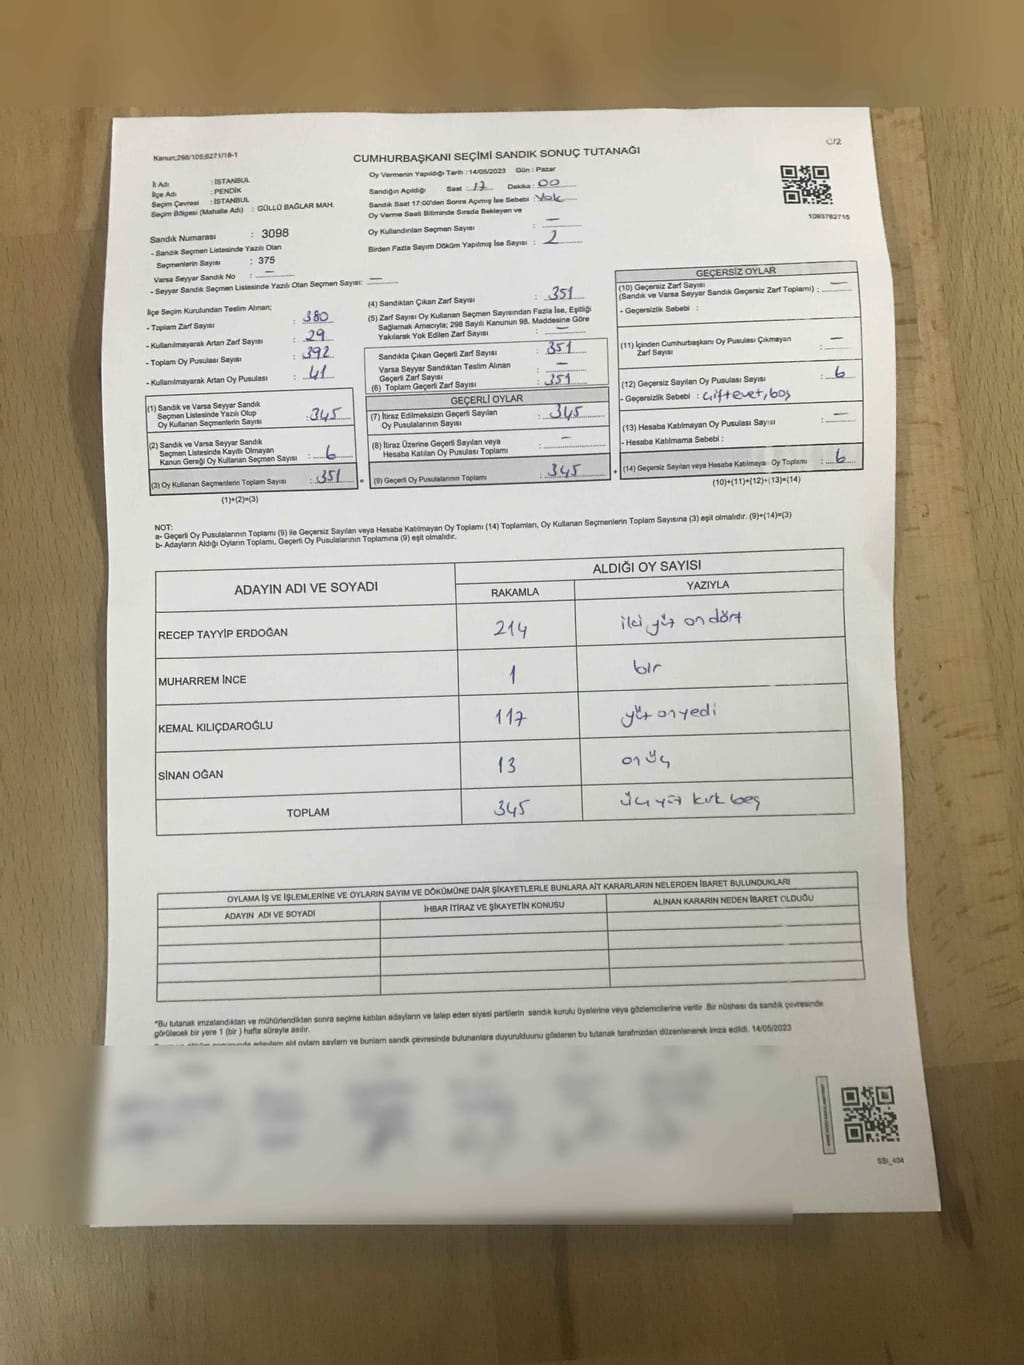 Kanun:298/105;6271/18-1
C/2
CUMHURBAŞKANI SEÇİMİ SANDIK SONUÇ TUTANAĞI
İl Adı : İSTANBUL
İlçe Adı : PENDİK
Seçim Çevresi : İSTANBUL
Seçim Bölgesi (Mahalle Adı) : GÜLLÜ BAĞLAR MAH.
Sandık Numarası : 3098
- Sandık Seçmen Listesinde Yazılı Olan
Seçmenlerin Sayısı : 375
Varsa Seyyar Sandık No : —
- Seyyar Sandık Seçmen Listesinde Yazılı Olan Seçmen Sayısı: —
Oy Vermenin Yapıldığı Tarih : 14/05/2023 Gün : Pazar
Sandığın Açıldığı Saat : 17 Dakika : 00
Sandık Saat 17:00'den Sonra Açılmış İse Sebebi : Yok
Oy Verme Saati Bitiminde Sırada Bekleyen ve
Oy Kullandırılan Seçmen Sayısı : —
Birden Fazla Sayım Döküm Yapılmış İse Sayısı : 2
1093782715
İlçe Seçim Kurulundan Teslim Alınan;
- Toplam Zarf Sayısı : 380
- Kullanılmayarak Artan Zarf Sayısı : 29
- Toplam Oy Pusulası Sayısı : 392
- Kullanılmayarak Artan Oy Pusulası : 41
(1) Sandık ve Varsa Seyyar Sandık
Seçmen Listesinde Yazılı Olup
Oy Kullanan Seçmenlerin Sayısı : 345
(2) Sandık ve Varsa Seyyar Sandık
Seçmen Listesinde Kayıtlı Olmayan
Kanun Gereği Oy Kullanan Seçmen Sayısı : 6
(3) Oy Kullanan Seçmenlerin Toplam Sayısı : 351
(1)+(2)=(3)
(4) Sandıktan Çıkan Zarf Sayısı : 351
(5) Zarf Sayısı Oy Kullanan Seçmen Sayısından Fazla İse, Eşitliği
Sağlamak Amacıyla; 298 Sayılı Kanunun 98. Maddesine Göre
Yakılarak Yok Edilen Zarf Sayısı : —
Sandıkta Çıkan Geçerli Zarf Sayısı : 351
Varsa Seyyar Sandıktan Teslim Alınan
Geçerli Zarf Sayısı : —
(6) Toplam Geçerli Zarf Sayısı : 351
GEÇERLİ OYLAR
(7) İtiraz Edilmeksizin Geçerli Sayılan
Oy Pusulalarının Sayısı : 345
(8) İtiraz Üzerine Geçerli Sayılan veya
Hesaba Katılan Oy Pusulası Toplamı : —
(9) Geçerli Oy Pusulalarının Toplamı : 345
GEÇERSİZ OYLAR
(10) Geçersiz Zarf Sayısı
(Sandık ve Varsa Seyyar Sandık Geçersiz Zarf Toplamı) : —
- Geçersizlik Sebebi :
(11) İçinden Cumhurbaşkanı Oy Pusulası Çıkmayan
Zarf Sayısı : —
(12) Geçersiz Sayılan Oy Pusulası Sayısı : 6
- Geçersizlik Sebebi : Çift evet, boş
(13) Hesaba Katılmayan Oy Pusulası Sayısı : —
- Hesaba Katılmama Sebebi :
(14) Geçersiz Sayılan veya Hesaba Katılmayan Oy Toplamı : 6
(10)+(11)+(12)+(13)=(14)
NOT:
a- Geçerli Oy Pusulalarının Toplamı (9) ile Geçersiz Sayılan veya Hesaba Katılmayan Oy Toplamı (14) Toplamları, Oy Kullanan Seçmenlerin Toplam Sayısına (3) eşit olmalıdır. (9)+(14)=(3)
b- Adayların Aldığı Oyların Toplamı, Geçerli Oy Pusulalarının Toplamına (9) eşit olmalıdır.
ADAYIN ADI VE SOYADI
ALDIĞI OY SAYISI
RAKAMLA YAZIYLA
RECEP TAYYİP ERDOĞAN 214 iki yüz on dört
MUHARREM İNCE 1 bir
KEMAL KILIÇDAROĞLU 117 yüz on yedi
SİNAN OĞAN 13 on üç
TOPLAM 345 üç yüz kırk beş
OYLAMA İŞ VE İŞLEMLERİNE VE OYLARIN SAYIM VE DÖKÜMÜNE DAİR ŞİKAYETLERLE BUNLARA AİT KARARLARIN NELERDEN İBARET BULUNDUKLARI
ADAYIN ADI VE SOYADI İHBAR İTİRAZ VE ŞİKAYETİN KONUSU ALINAN KARARIN NEDEN İBARET OLDUĞU
*Bu tutanak imzalandıktan ve mühürlendikten sonra seçime katılan adayların ve talep eden siyasi partilerin sandık kurulu üyelerine veya gözlemcilerine verilir .Bir nüshası da sandık çevresinde
görülecek bir yere 1 (bir ) hafta süreyle asılır.
bulunanlara duyurulduunu gösteren bu tutanak tarafmzdan düzenlenerek imza edildi. 14/05/2023
SSI_404